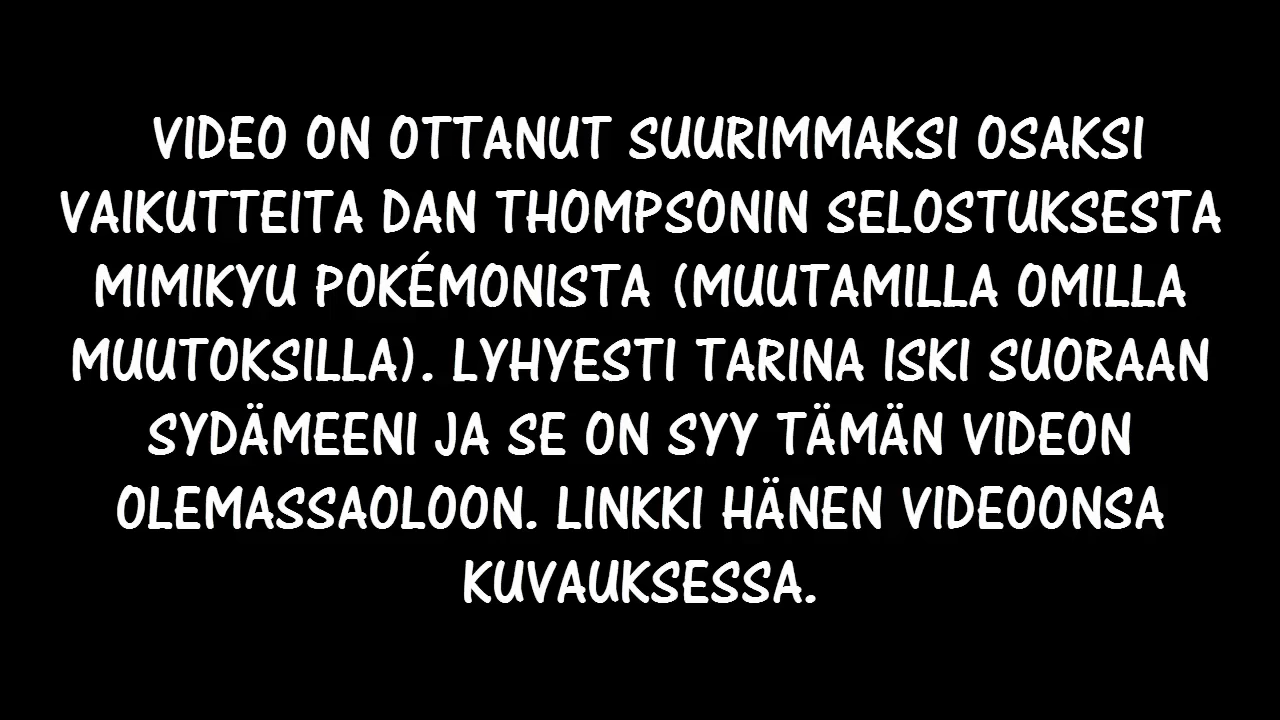 VIDEO ON OTTANUT SUURIMMAKSI OSAKSI
VAIKUTTEITA DAN THOMPSONIN SELOSTUKSESTA
MIMIKYU POKÉMONISTA (MUUTAMILLA OMILLA
MUUTOKSILLA). LYHYESTI TARINA ISKI SUORAAN
SYDÄMEENI JA SE ON SYY TÄMÄN VIDEON
OLEMASSAOLOON. LINKKI HÄNEN VIDEOONSA
KUVAUKSESSA.